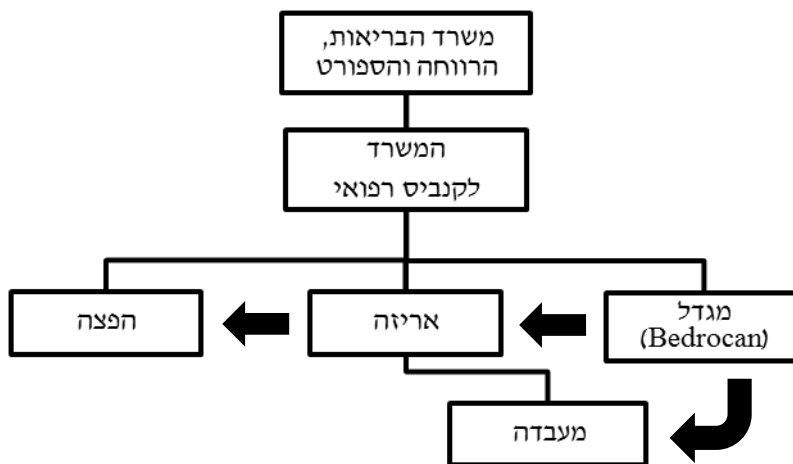 משרד הבריאות,
הרווחה והספורט
המשרד
לקנביס רפואי
מגדל
(Bedrocan)
אריזה
הפצה
מעבדה